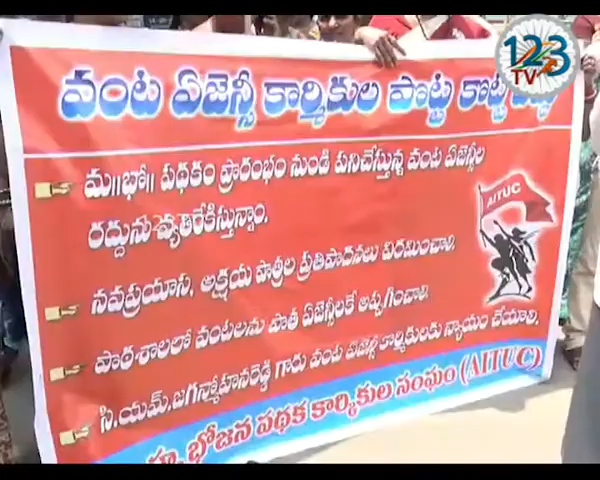 123
TV
వంట ఏజెన్సీ కార్మికుల పొట్ట కొట్ట
మ॥భో॥ పథకం ప్రారంభం నుండి పనిచేస్తున్న వంట ఏజెన్సీల
రద్దును వ్యతిరేకిస్తున్నాం.
నవప్రయాస, అక్షయ పాత్రల ప్రతిపాదనలు విరమించాలి.
పాఠశాలలో వంటలను పాత ఏజెన్సీలకే అప్పగించాలి.
సి.యమ్.జగన్మోహనరెడ్డి గారు వంట ఏజెన్సీ కార్మికులకు న్యాయం చేయాలి.
AITUC
భోజన పథక కార్మికుల సంఘం (AITUC)